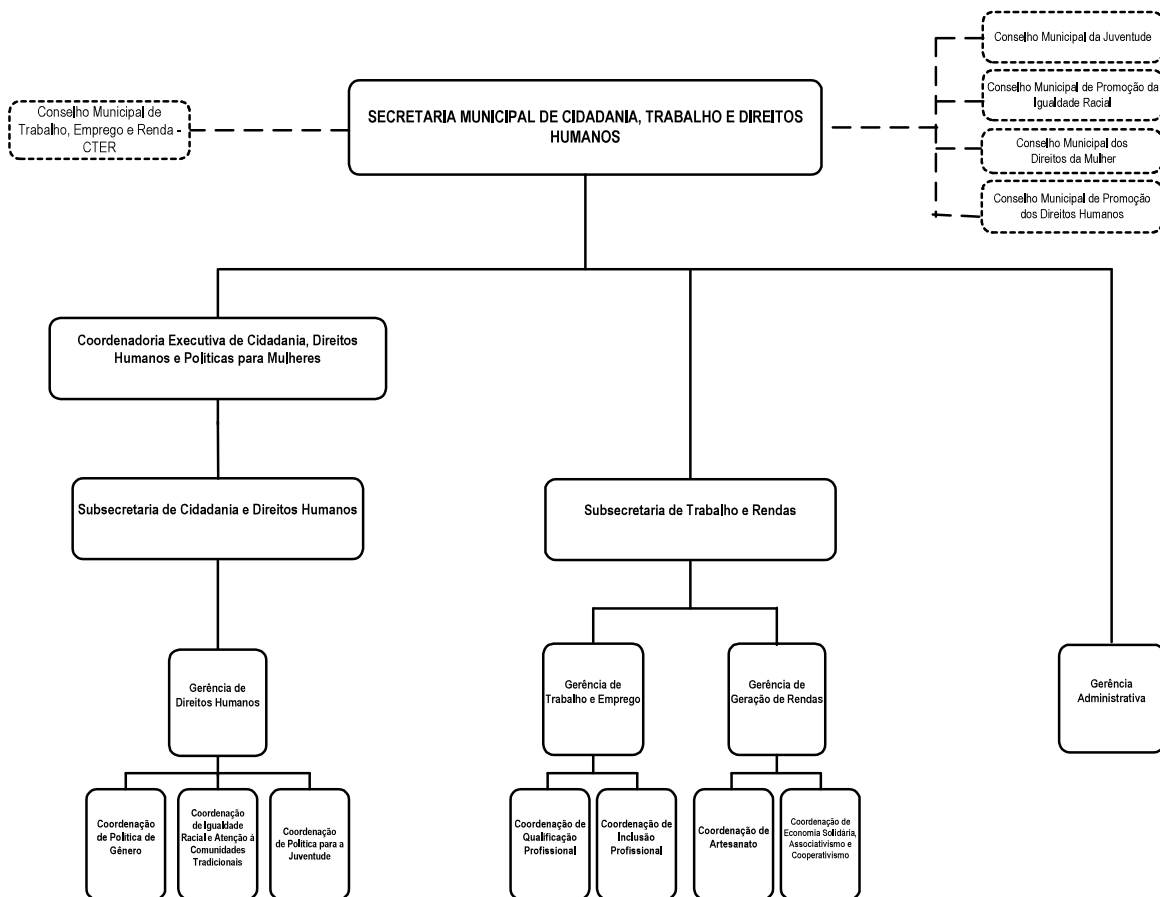 Conselho Municipal da Juventude
Conselho Municipal de Promoção da
Igualdade Racial
Conselho Municipal dos
Direitos da Mulher
Conselho Municipal de Promoção
dos Direitos Humanos
Conselho Municipal de
Trabalho, Emprego e Renda -
CTER
SECRETARIA MUNICIPAL DE CIDADANIA, TRABALHO E DIREITOS
HUMANOS
Coordenadoria Executiva de Cidadania, Direitos
Humanos e Politicas para Mulheres
Subsecretaria de Cidadania e Direitos Humanos
Subsecretaria de Trabalho e Rendas
Gerência de
Direitos Humanos
Gerência de
Trabalho e Emprego
Gerência de
Geração de Rendas
Gerência
Administrativa
Coordenação
de Politica de
Gênero
Coordenação
de Igualdade
Racial e Atenção á
Comunidades
Tradicionais
Coordenação
de Politica para a
Juventude
Coordenação de
Qualificação
Profissional
Coordenação de
Inclusão
Profissional
Coordenação de
Artesanato
Coordenação de
Economia Solidária,
Associativismo e
Cooperativismo